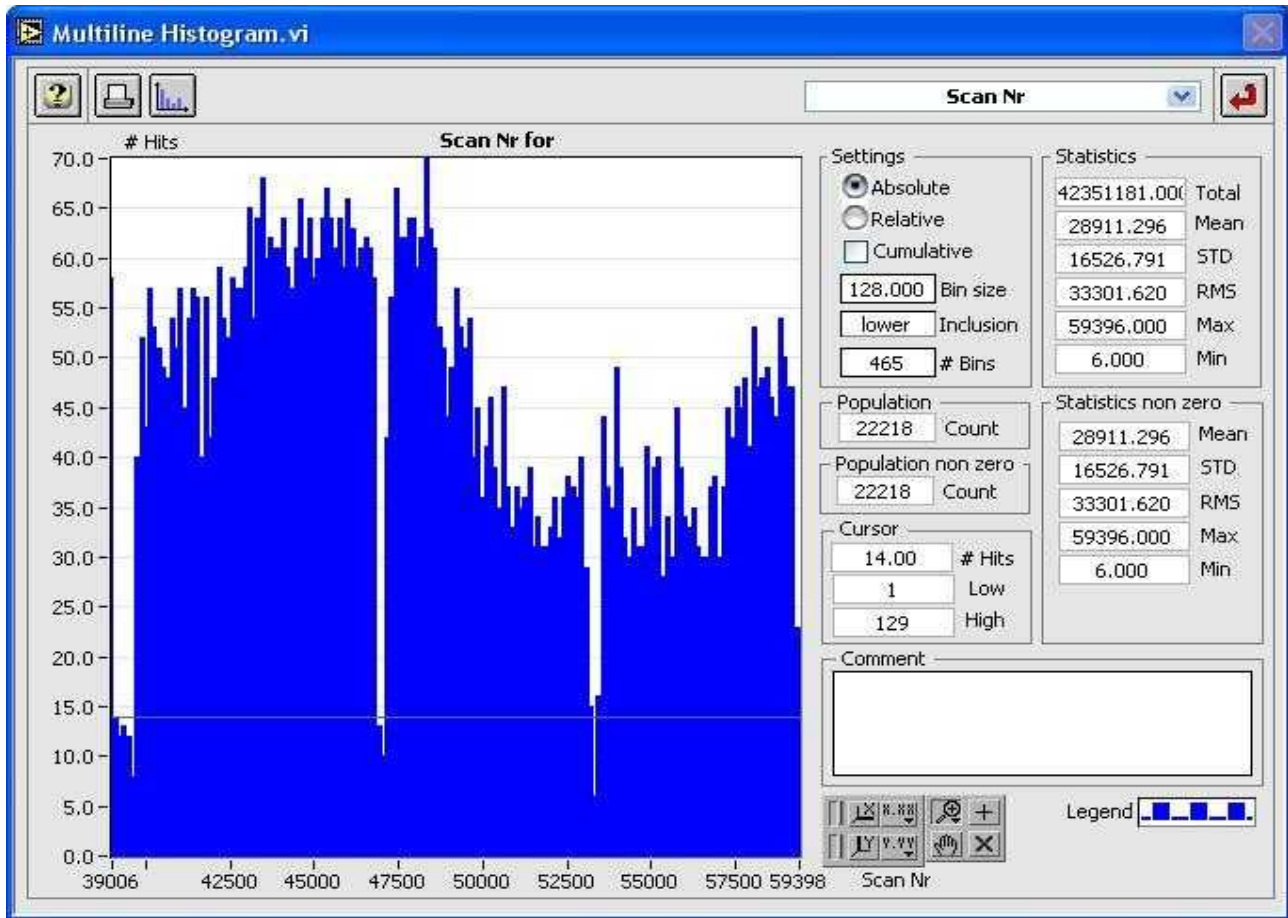 Multiline Histogram.vi
Scan Nr
# Hits
Scan Nr for
70.0
65.0
60.0
55.0
50.0
45.0
40.0
35.0
30.0
25.0
20.0
15.0
10.0
5.0
0.0
39006 42500 45000 47500 50000 52500 55000 57500 59398
Scan Nr
Settings
Absolute
Relative
Cumulative
128.000 Bin size
lower Inclusion
465 # Bins
Population
22218 Count
Population non zero
22218 Count
Cursor
14.00 # Hits
1 Low
129 High
Statistics
42351181.000 Total
28911.296 Mean
16526.791 STD
33301.620 RMS
59396.000 Max
6.000 Min
Statistics non zero
28911.296 Mean
16526.791 STD
33301.620 RMS
59396.000 Max
6.000 Min
Comment
X X.XX
Y Y.YY
Legend